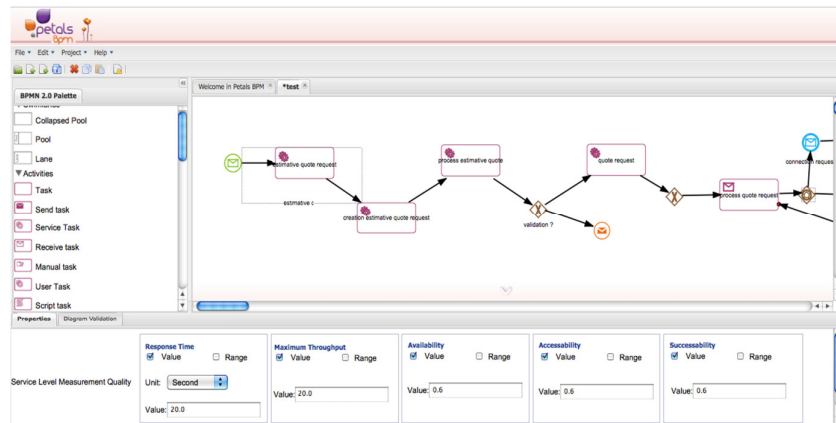 petals
bpm
File Edit Project Help
Welcome in Petals BPM *test
BPMN 2.0 Palette
Collapsed Pool
Pool
Lane
Activities
Task
Send task
Service Task
Receive task
Manual task
User Task
Script task
estimative quote request
estimative c
creation estimative quote request
process estimative quote
validation ?
quote request
process quote request
connection reques
Properties Diagram Validation
Service Level Measurement Quality
Response Time
Value Range
Unit: Second
Value: 20.0
Maximum Throughput
Value Range
Value: 20.0
Availability
Value Range
Value: 0.6
Accessability
Value Range
Value: 0.6
Successability
Value Range
Value: 0.6